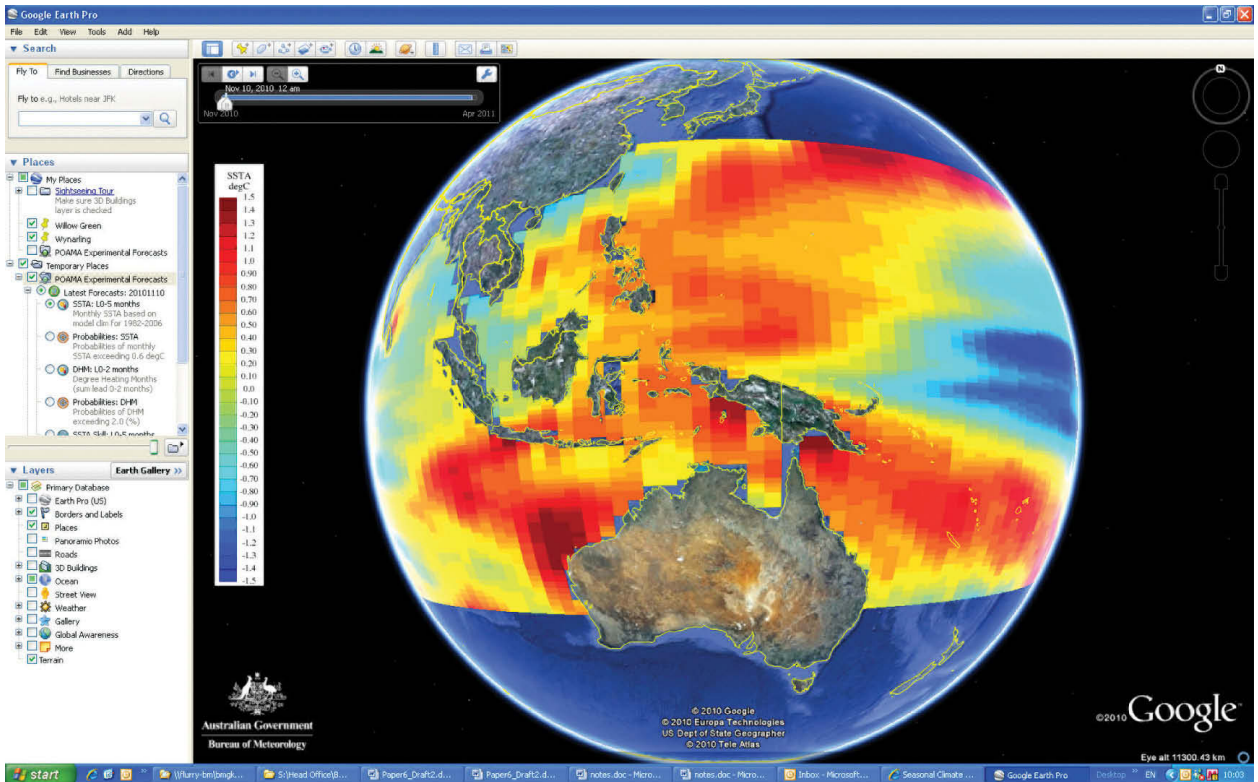 Google Earth Pro
File Edit View Tools Add Help
Search
Fly To Find Businesses Directions
Fly to e.g., Hotels near JFK
Places
My Places
Sightseeing Tour
Make sure 3D Buildings
layer is checked
Willow Green
Wynarling
POAMA Experimental Forecasts
Temporary Places
POAMA Experimental Forecasts
Latest Forecasts: 20101110
SSTA: L0-5 months
Monthly SSTA based on
model clim for 1982-2006
Probabilities: SSTA
Probabilities of monthly
SSTA exceeding 0.6 degC
DHM: L0-2 months
Degree Heating Months
(sum lead 0-2 months)
Probabilities: DHM
Probabilities of DHM
exceeding 2.0 (%)
SSTA Skill: L0-5 months
Layers
Earth Gallery >>
Primary Database
Earth Pro (US)
Borders and Labels
Places
Panoramio Photos
Roads
3D Buildings
Ocean
Street View
Weather
Gallery
Global Awareness
More
Terrain
Nov 10, 2010 12 am
Nov 2010
Apr 2011
N
SSTA
degC
1.5
1.4
1.3
1.2
1.1
1.0
0.90
0.80
0.70
0.60
0.50
0.40
0.30
0.20
0.10
0.0
-0.10
-0.20
-0.30
-0.40
-0.50
-0.60
-0.70
-0.80
-0.90
-1.0
-1.1
-1.2
-1.3
-1.4
-1.5
Australian Government
Bureau of Meteorology
© 2010 Google
© 2010 Europa Technologies
US Dept of State Geographer
© 2010 Tele Atlas
©2010 Google
Eye alt 11300.43 km
start
S:\Head Office\B...
Paper6_Draft2.d...
Paper6_Draft2.d...
notes.doc - Micro...
notes.doc - Micro...
Inbox - Microsoft...
Seasonal Climate ...
Google Earth Pro
Desktop
EN
10:03